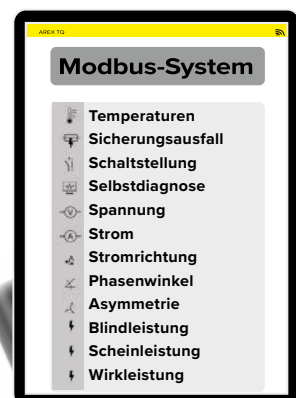 AREX TQ
Modbus-System
Temperaturen
Sicherungsausfall
Schaltstellung
Selbstdiagnose
V Spannung
A Strom
Stromrichtung
Phasenwinkel
Asymmetrie
Blindleistung
Scheinleistung
Wirkleistung